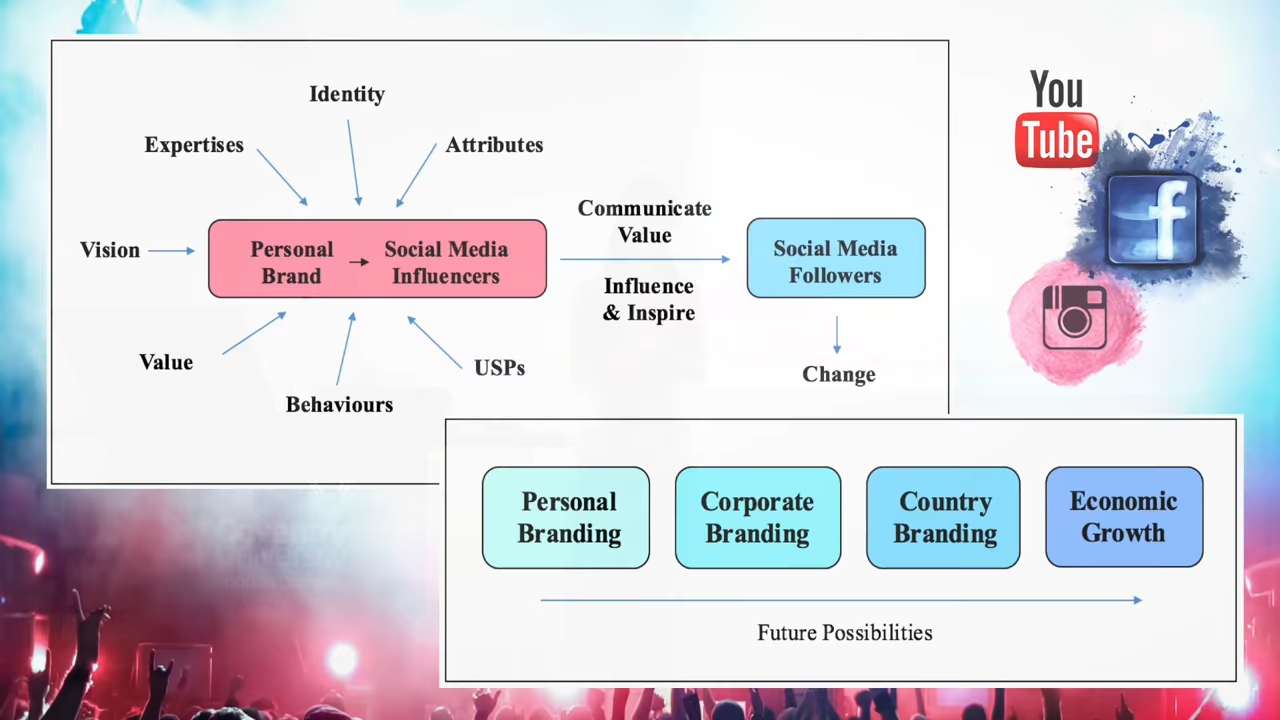 Identity
Expertises
Attributes
Vision
Personal
Brand
Social Media
Influencers
Communicate
Value
Influence
& Inspire
Social Media
Followers
Value
Behaviours
USPs
Change
Personal
Branding
Corporate
Branding
Country
Branding
Economic
Growth
Future Possibilities
You
Tube
f